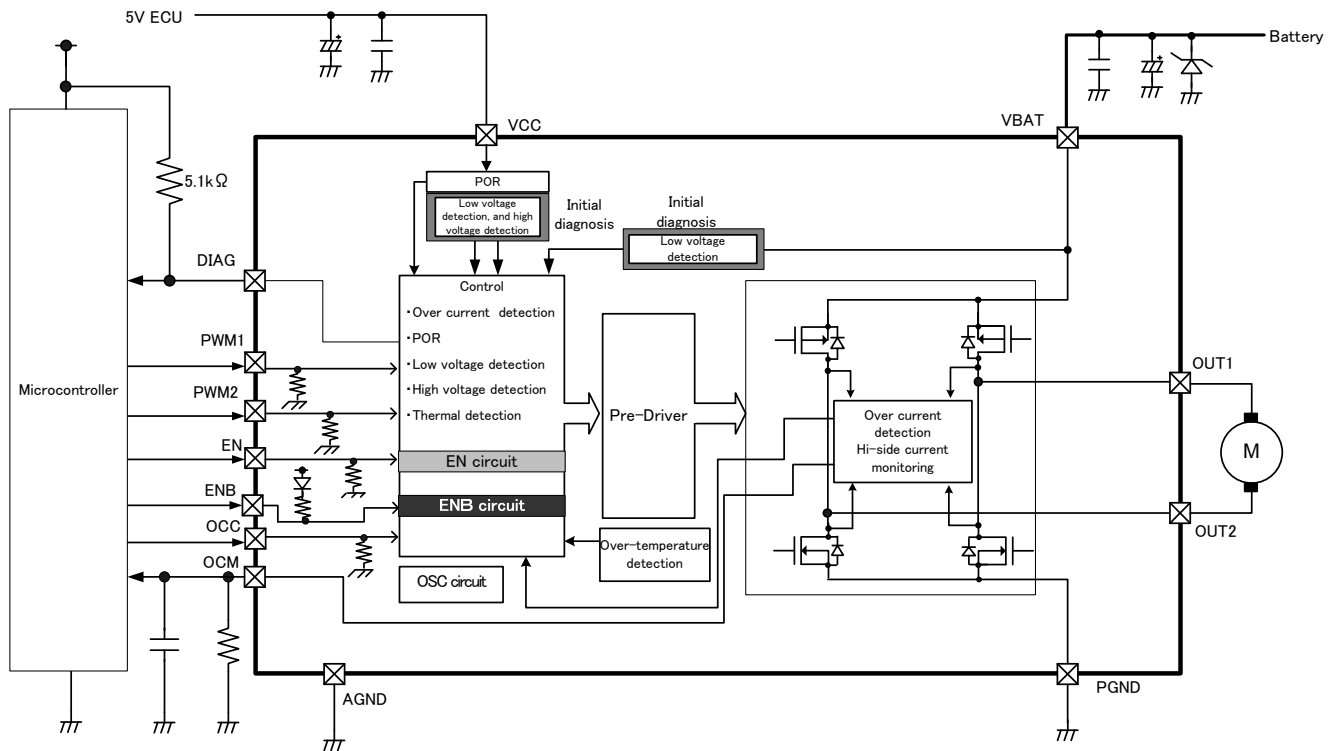 5V ECU
Battery
VCC
VBAT
POR
Low voltage
detection, and high
voltage detection
Initial
diagnosis
Initial
diagnosis
Low voltage
detection
5.1kΩ
DIAG
Control
・Over current detection
・POR
・Low voltage detection
・High voltage detection
・Thermal detection
PWM1
PWM2
EN
ENB
OCC
OCM
Microcontroller
EN circuit
ENB circuit
OSC circuit
Pre-Driver
Over-temperature
detection
Over current
detection
Hi-side current
monitoring
OUT1
M
OUT2
AGND
PGND